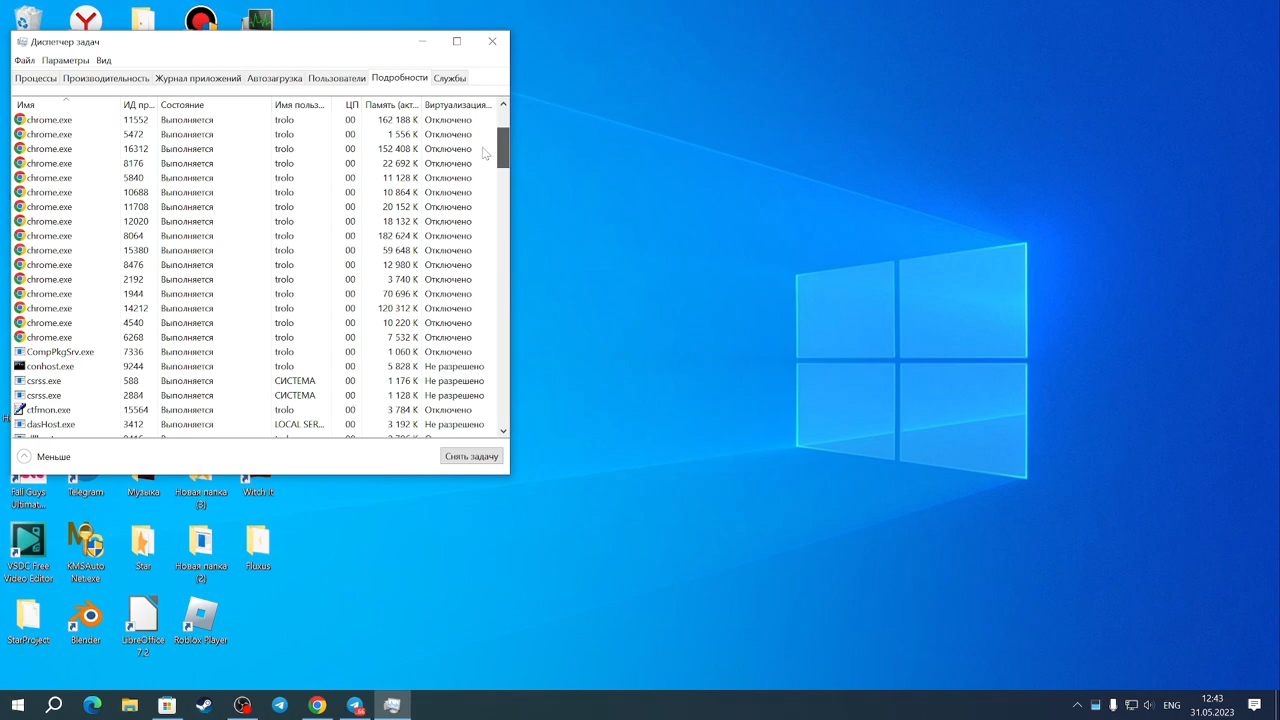 Диспетчер задач
Файл Параметры Вид
Процессы Производительность Журнал приложений Автозагрузка Пользователи Подробности Службы
Имя ИД пр... Состояние Имя польз... ЦП Память (акт... Виртуализация...
chrome.exe 11552 Выполняется trolo 00 162 188 K Отключено
chrome.exe 5472 Выполняется trolo 00 1 556 K Отключено
chrome.exe 16312 Выполняется trolo 00 152 408 K Отключено
chrome.exe 8176 Выполняется trolo 00 22 692 K Отключено
chrome.exe 5840 Выполняется trolo 00 11 128 K Отключено
chrome.exe 10688 Выполняется trolo 00 10 864 K Отключено
chrome.exe 11708 Выполняется trolo 00 20 152 K Отключено
chrome.exe 12020 Выполняется trolo 00 18 132 K Отключено
chrome.exe 8064 Выполняется trolo 00 182 624 K Отключено
chrome.exe 15380 Выполняется trolo 00 59 648 K Отключено
chrome.exe 8476 Выполняется trolo 00 12 980 K Отключено
chrome.exe 2192 Выполняется trolo 00 3 740 K Отключено
chrome.exe 1944 Выполняется trolo 00 70 696 K Отключено
chrome.exe 14212 Выполняется trolo 00 120 312 K Отключено
chrome.exe 4540 Выполняется trolo 00 10 220 K Отключено
chrome.exe 6268 Выполняется trolo 00 7 532 K Отключено
CompPkgSrv.exe 7336 Выполняется trolo 00 1 060 K Отключено
conhost.exe 9244 Выполняется trolo 00 5 828 K Не разрешено
csrss.exe 588 Выполняется СИСТЕМА 00 1 176 K Не разрешено
csrss.exe 2884 Выполняется СИСТЕМА 00 1 128 K Не разрешено
ctfmon.exe 15564 Выполняется trolo 00 3 784 K Отключено
dasHost.exe 3412 Выполняется LOCAL SER... 00 3 192 K Не разрешено
Меньше Снять задачу
Fall Guys Telegram Музыка Новая папка Witch It
Ultimat... (3)
VSDC Free KMSAuto Star Новая папка Fluxus
Video Editor Net.exe (2)
StarProject Blender LibreOffice Roblox Player
7.2
ENG 12:43
31.05.2023